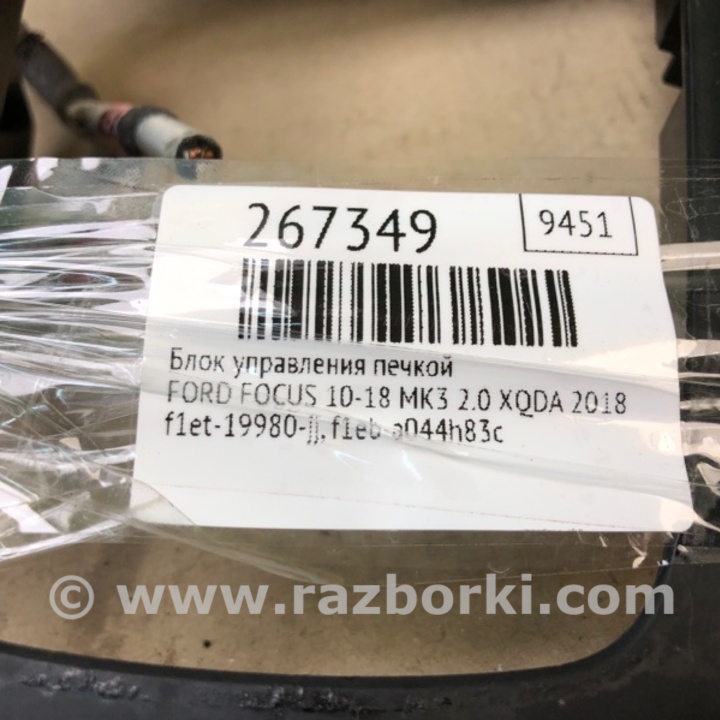 267349
9451
Блок управления печкой
FORD FOCUS 10-18 MK3 2.0 XQDA 2018
f1et-19980-jj, f1eb-a044h83c
© www.razborki.com